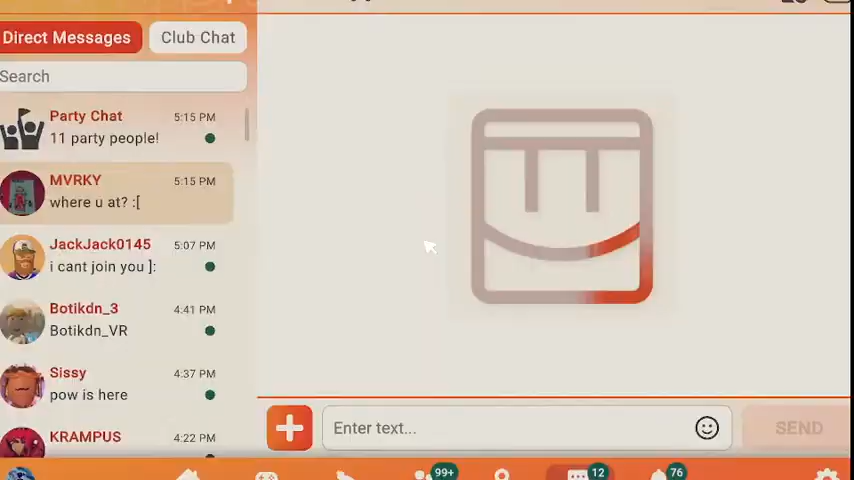 Direct Messages
Club Chat
Search
Party Chat 5:15 PM
11 party people!
MVRKY 5:15 PM
where u at? :[
JackJack0145 5:07 PM
i cant join you ]:
Botikdn_3 4:41 PM
Botikdn_VR
Sissy 4:37 PM
pow is here
KRAMPUS 4:22 PM
Enter text...
SEND
99+
12
76